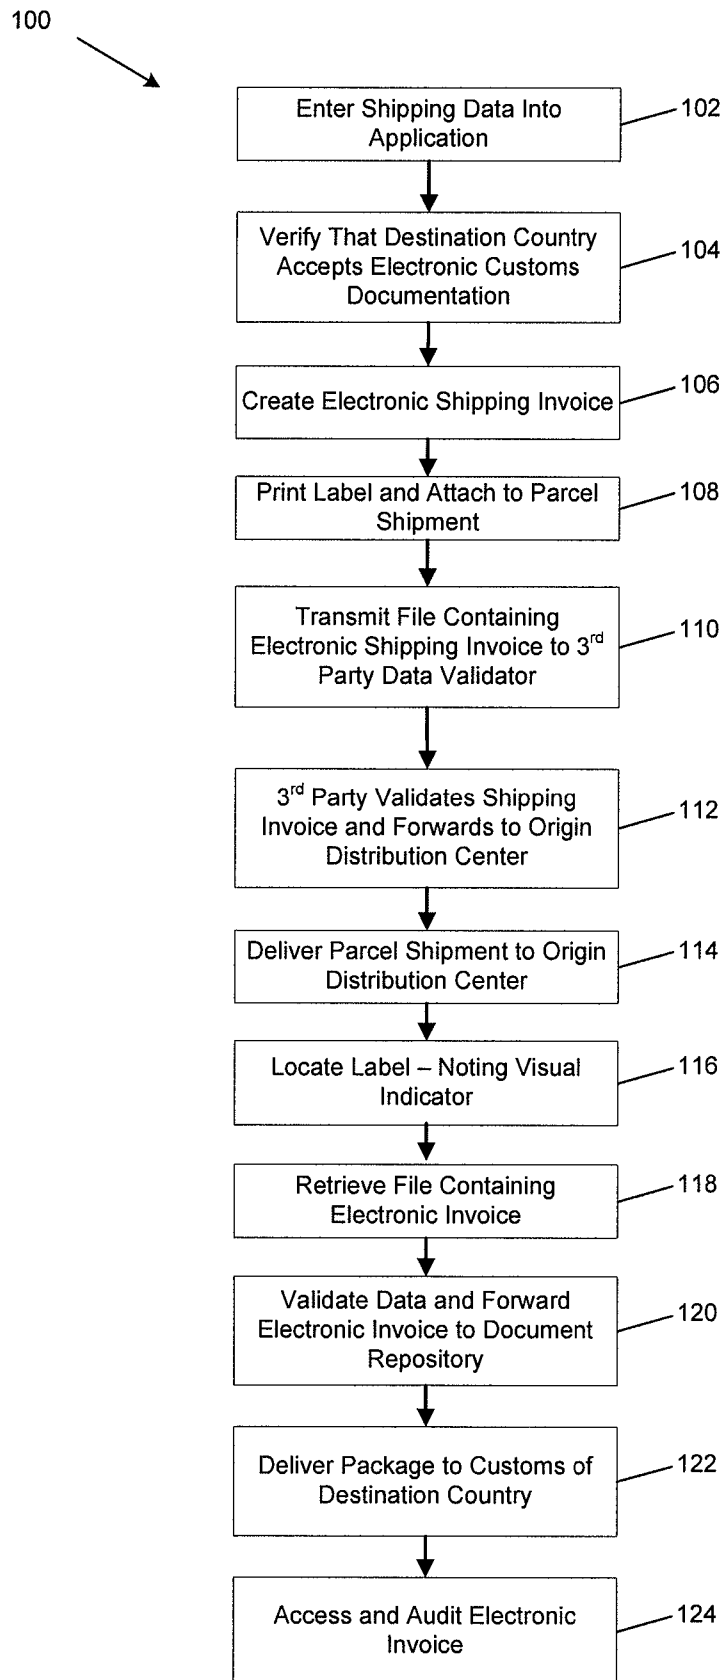 100
Enter Shipping Data Into
Application
102
Verify That Destination Country
Accepts Electronic Customs
Documentation
104
Create Electronic Shipping Invoice
106
Print Label and Attach to Parcel
Shipment
108
Transmit File Containing
Electronic Shipping Invoice to 3rd
Party Data Validator
110
3rd Party Validates Shipping
Invoice and Forwards to Origin
Distribution Center
112
Deliver Parcel Shipment to Origin
Distribution Center
114
Locate Label – Noting Visual
Indicator
116
Retrieve File Containing
Electronic Invoice
118
Validate Data and Forward
Electronic Invoice to Document
Repository
120
Deliver Package to Customs of
Destination Country
122
Access and Audit Electronic
Invoice
124